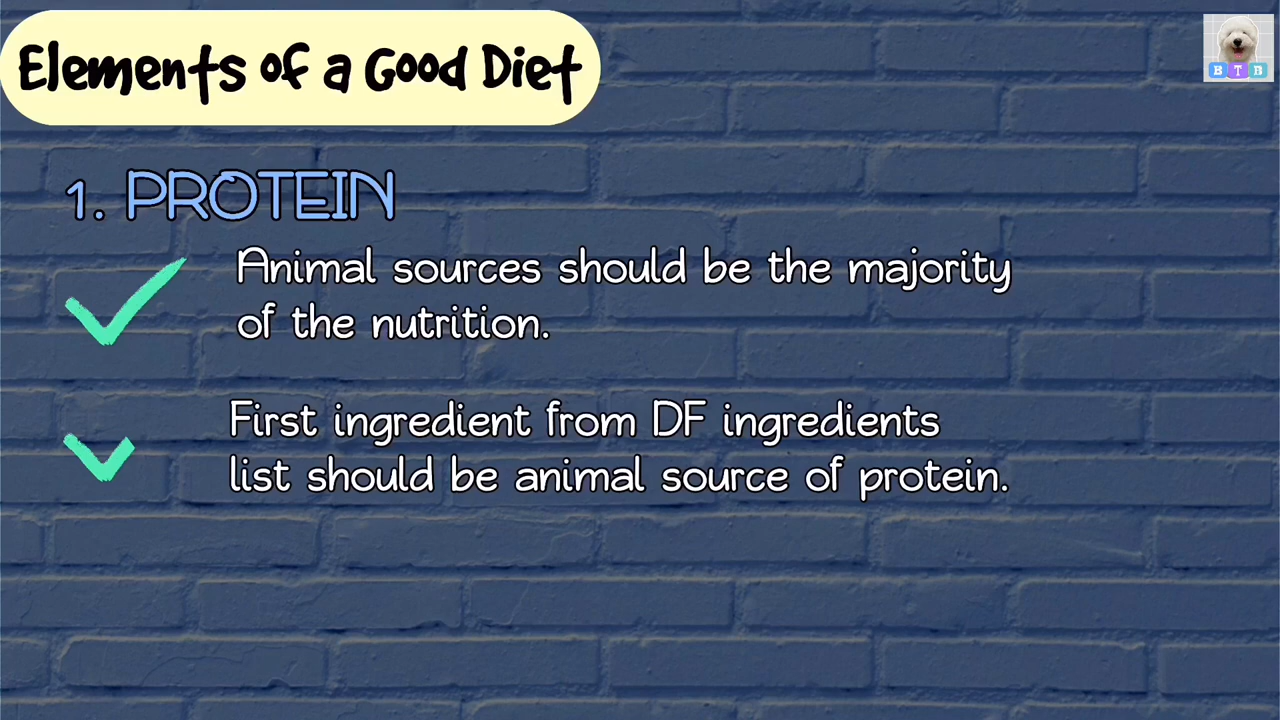 Elements of a Good Diet
B T B
1. PROTEIN
Animal sources should be the majority
of the nutrition.
First ingredient from DF ingredients
list should be animal source of protein.